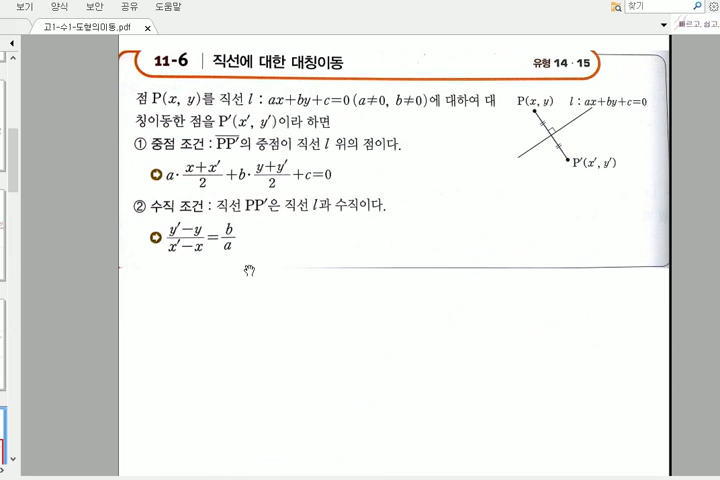 보기 양식 보안 공유 도움말
찾기
고1-수1-도형의이동.pdf
빠르고, 쉽고,
11-6 직선에 대한 대칭이동 유형 14·15
점 P(x, y)를 직선 l : ax+by+c=0(a≠0, b≠0)에 대하여 대
칭이동한 점을 P′(x′, y′)이라 하면
① 중점 조건 : PP′의 중점이 직선 l 위의 점이다.
a·(x+x′)/2+b·(y+y′)/2+c=0
② 수직 조건 : 직선 PP′은 직선 l과 수직이다.
(y′-y)/(x′-x)=b/a
P(x, y) l : ax+by+c=0
P′(x′, y′)